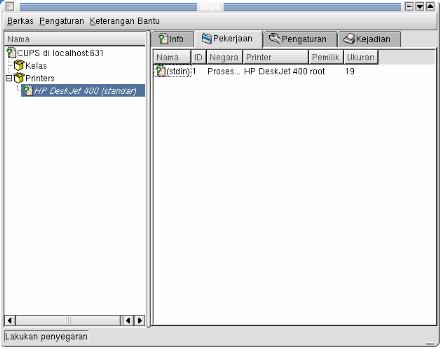 Berkas Pengaturan Keterangan Bantu
Nama
CUPS di localhost:631
Kelas
Printers
HP DeskJet 400 (standar)
Info Pekerjaan Pengaturan Kejadian
Nama ID Negara Printer Pemilik Ukuran
(stdin) 1 Proses... HP DeskJet 400 root 19
Lakukan penyegaran